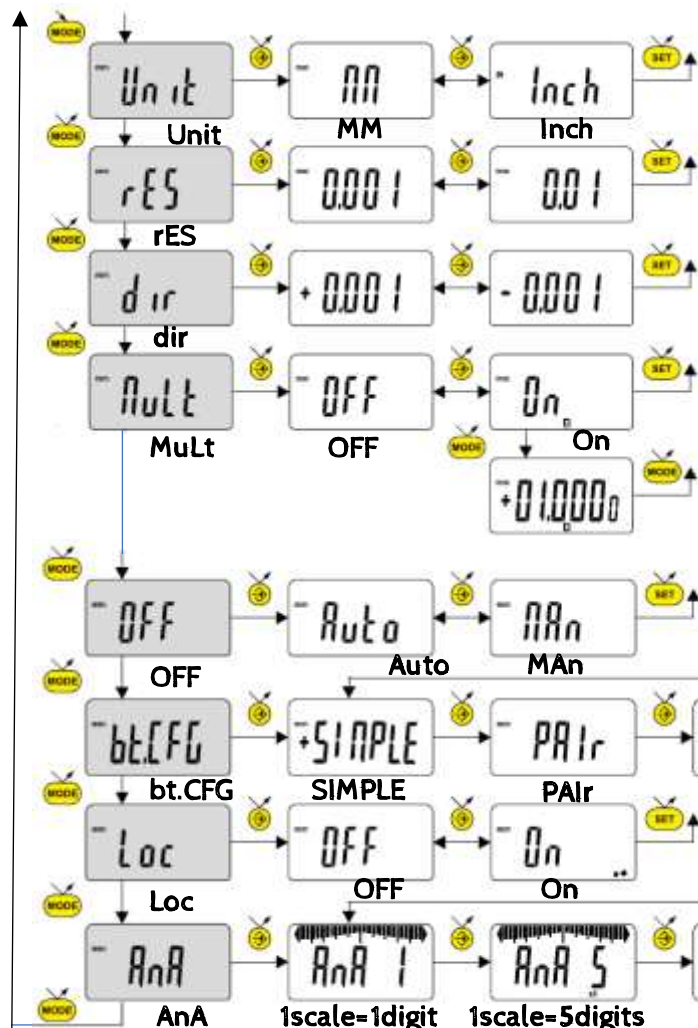 MODE
Unit MM Inch SET
Unit MM Inch
MODE
rES 0.001 0.01 SET
rES
MODE
dir + 0.001 - 0.001 SET
dir
MODE
MuLt OFF On SET
MuLt OFF On
MODE
+01.0000 MODE
MODE
OFF Auto MAn SET
OFF Auto MAn
MODE
bt.CFG +SIMPLE PAIr
bt.CFG SIMPLE PAIr
MODE
Loc OFF On SET
Loc OFF On
MODE
AnA AnA 1 AnA 5
MODE AnA 1scale=1digit 1scale=5digits